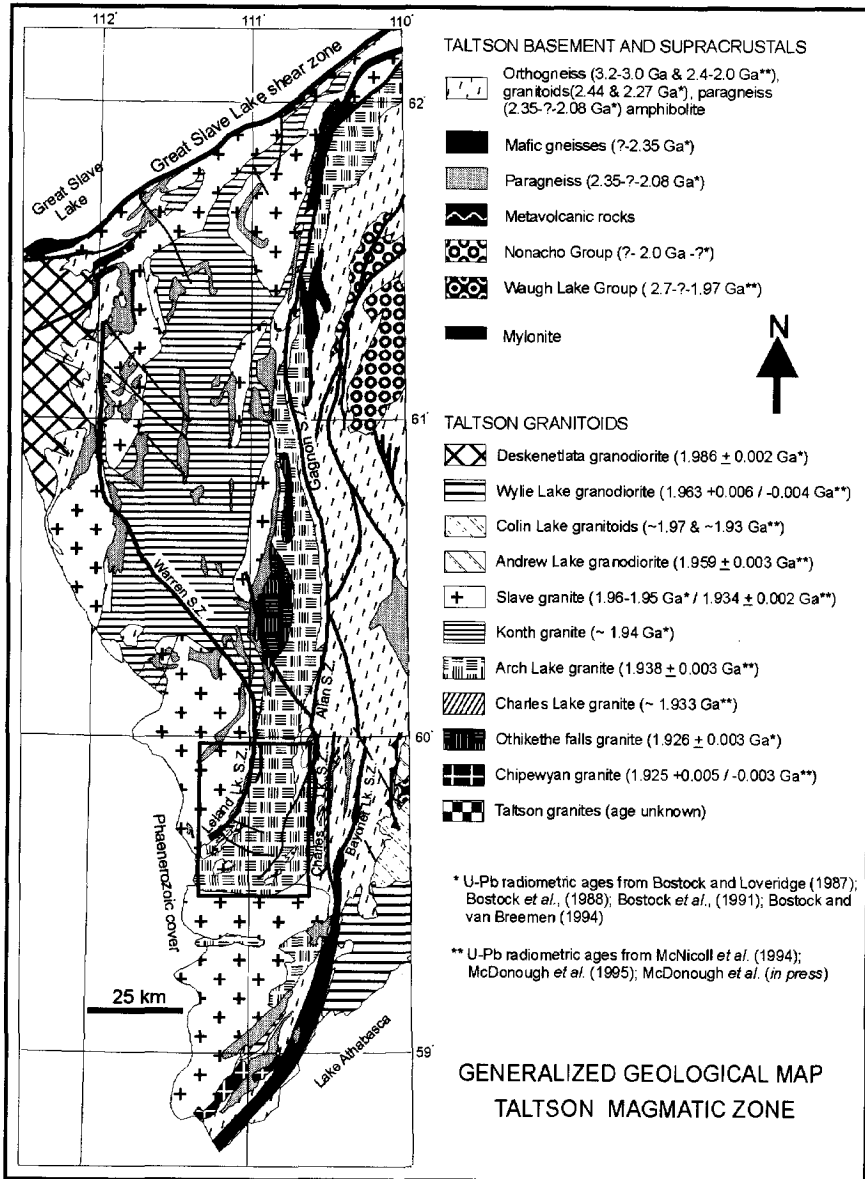 112°
111°
110°
62°
61°
60°
59°
Great Slave Lake shear zone
Great Slave
Lake
Gagnon S.Z.
Warren S.Z.
Allan S.Z.
Leland Lk. S.Z.
Charles Lk. S.Z.
Bayonet Lk. S.Z.
Phaenerozoic cover
25 km
Lake Athabasca
TALTSON BASEMENT AND SUPRACRUSTALS
Orthogneiss (3.2-3.0 Ga & 2.4-2.0 Ga**),
granitoids(2.44 & 2.27 Ga*), paragneiss
(2.35-?-2.08 Ga*) amphibolite
Mafic gneisses (?-2.35 Ga*)
Paragneiss (2.35-?-2.08 Ga*)
Metavolcanic rocks
Nonacho Group (?- 2.0 Ga -?*)
Waugh Lake Group ( 2.7-?-1.97 Ga**)
Mylonite
N
TALTSON GRANITOIDS
Deskenetlata granodiorite (1.986 ± 0.002 Ga*)
Wylie Lake granodiorite (1.963 +0.006 / -0.004 Ga**)
Colin Lake granitoids (~1.97 & ~1.93 Ga**)
Andrew Lake granodiorite (1.959 ± 0.003 Ga**)
Slave granite (1.96-1.95 Ga* / 1.934 ± 0.002 Ga**)
Konth granite (~ 1.94 Ga*)
Arch Lake granite (1.938 ± 0.003 Ga**)
Charles Lake granite (~ 1.933 Ga**)
Othikethe falls granite (1.926 ± 0.003 Ga*)
Chipewyan granite (1.925 +0.005 / -0.003 Ga**)
Taltson granites (age unknown)
* U-Pb radiometric ages from Bostock and Loveridge (1987);
Bostock et al., (1988); Bostock et al., (1991); Bostock and
van Breemen (1994)
** U-Pb radiometric ages from McNicoll et al. (1994);
McDonough et al. (1995); McDonough et al. (in press)
GENERALIZED GEOLOGICAL MAP
TALTSON MAGMATIC ZONE